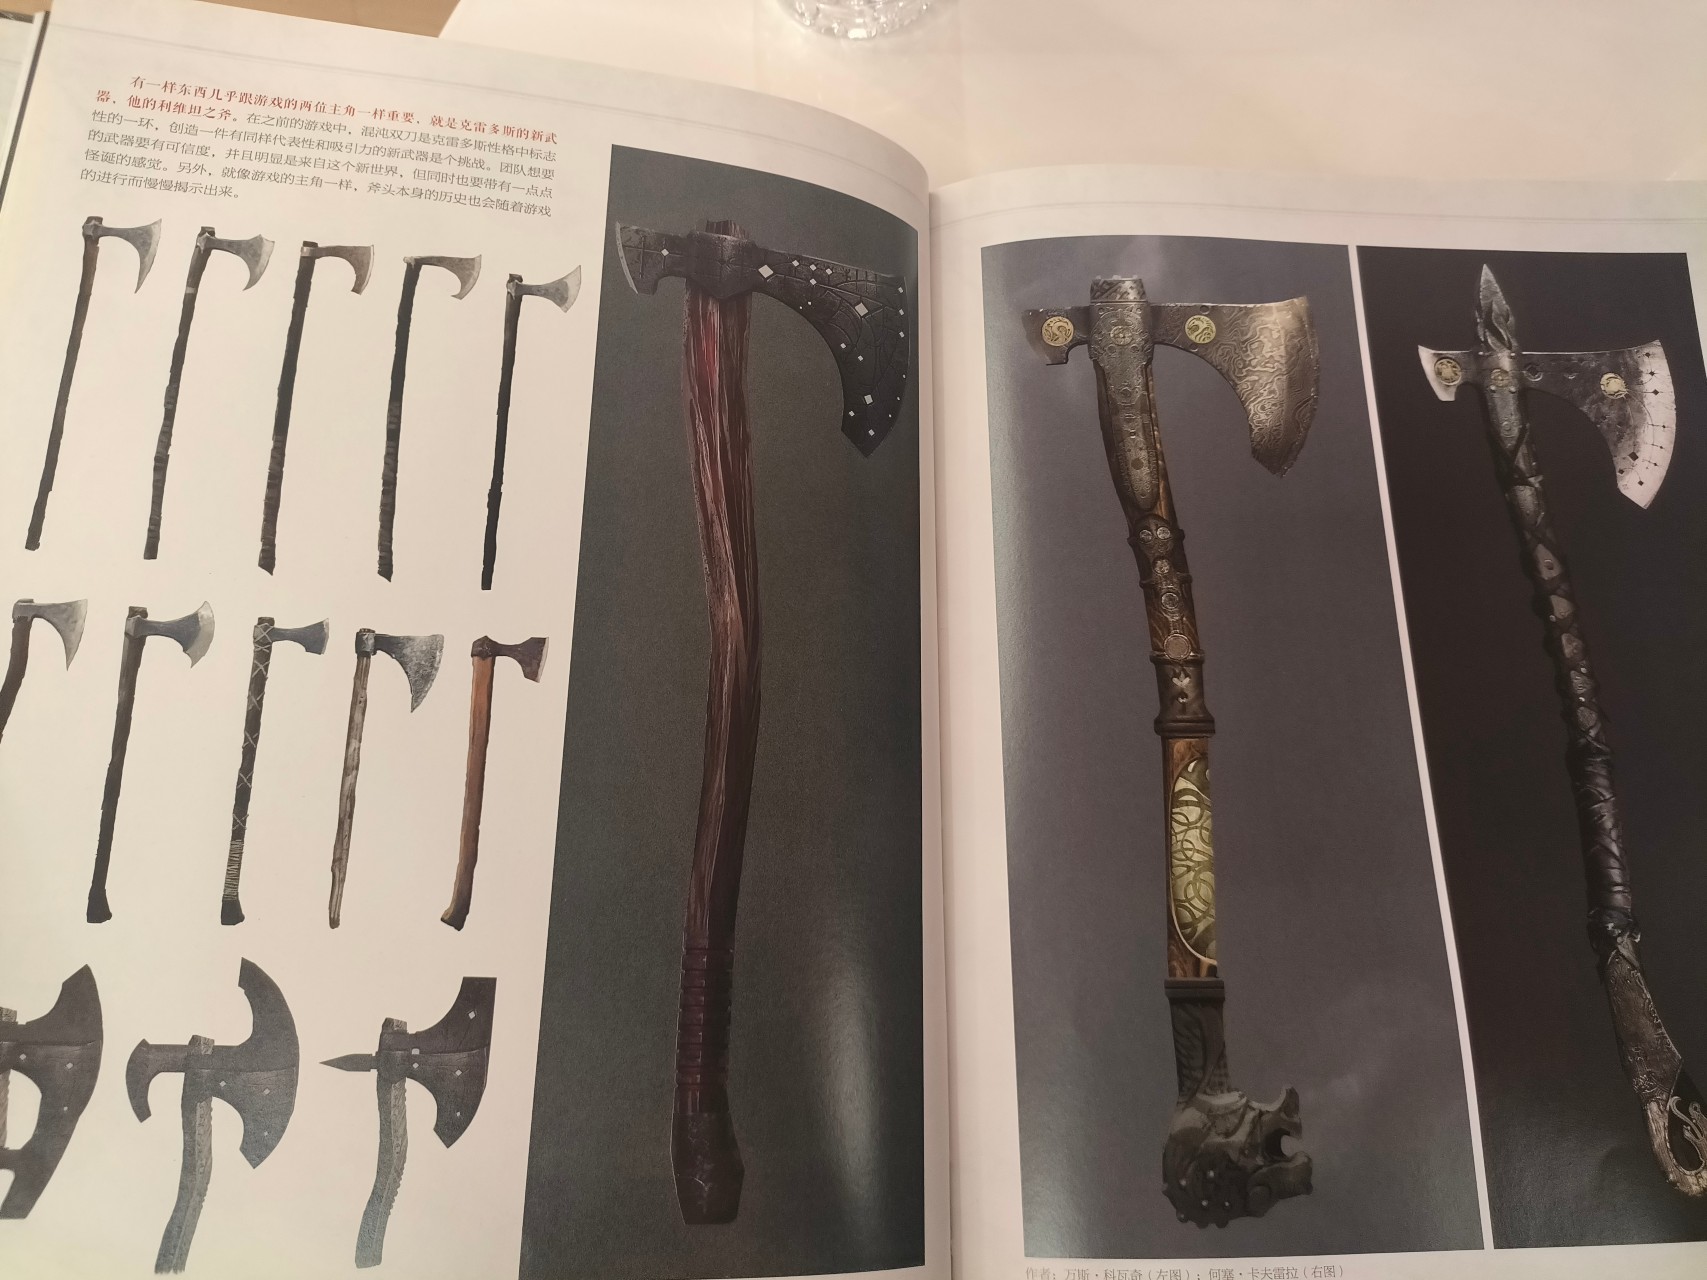 有一样东西几乎跟游戏的两位主角一样重要，就是克雷多斯的新武
器，他的利维坦之斧。在之前的游戏中，混沌双刀是克雷多斯性格中标志
性的一环，创造一件有同样代表性和吸引力的新武器是个挑战。团队想要
的武器要有可信度，并且明显是来自这个新世界，但同时也要带有一点点
怪诞的感觉。另外，就像游戏的主角一样，斧头本身的历史也会随着游戏
的进行而慢慢揭示出来。
作者：万斯·科瓦奇（左图）；何塞·卡夫雷拉（右图）